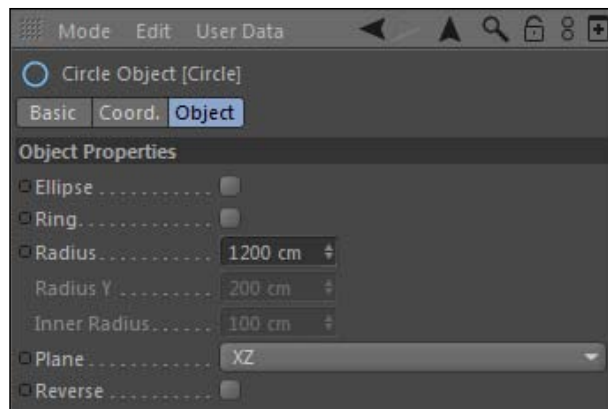 Mode Edit User Data
Circle Object [Circle]
Basic Coord. Object
Object Properties
Ellipse . . . . . . . . . . .
Ring. . . . . . . . . . . . .
Radius. . . . . . . . . . . 1200 cm
Radius Y . . . . . . . . . 200 cm
Inner Radius. . . . . . 100 cm
Plane . . . . . . . . . . . . XZ
Reverse . . . . . . . . . .